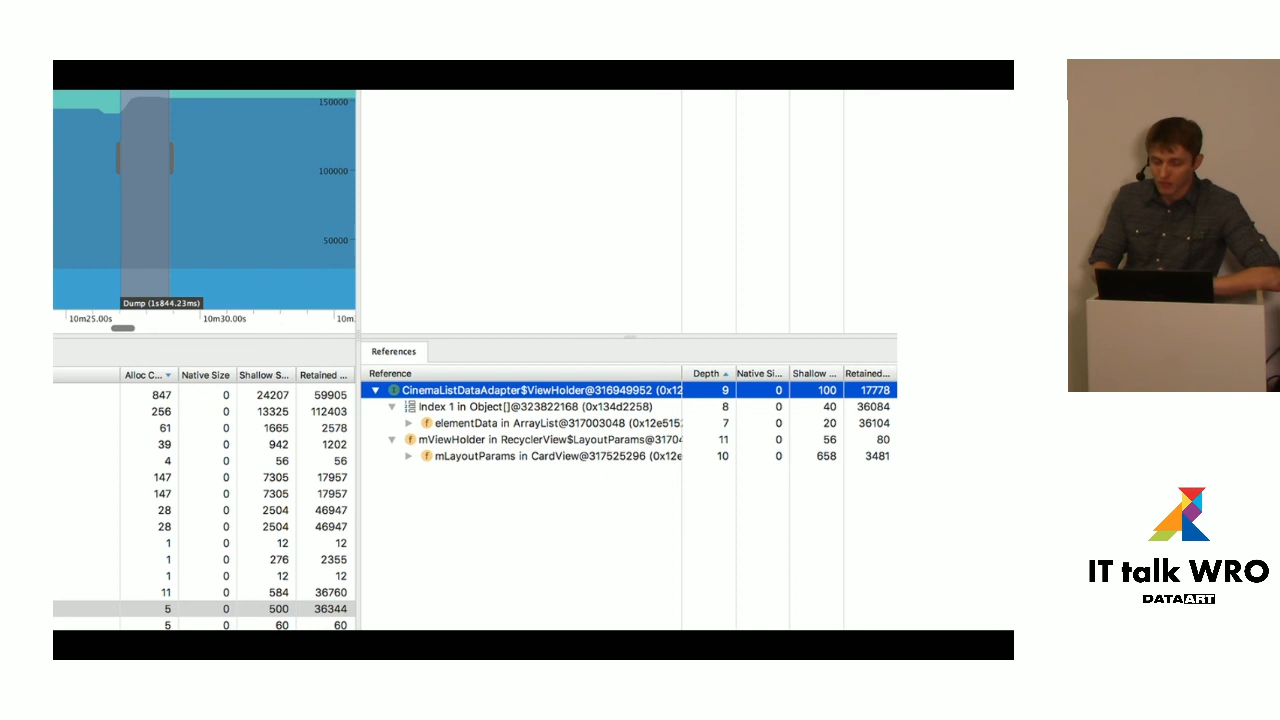 150000
100000
50000
Dump (1s844.23ms)
10m25.00s 10m30.00s 10m
Alloc C... Native Size Shallow S... Retained ...
847 0 24207 59905
256 0 13325 112403
61 0 1665 2578
39 0 942 1202
4 0 56 56
147 0 7305 17957
147 0 7305 17957
28 0 2504 46947
28 0 2504 46947
1 0 12 12
1 0 276 2355
1 0 12 12
11 0 584 36760
5 0 500 36344
5 0 60 60
References
Reference Depth Native Si... Shallow ... Retained...
CinemaListDataAdapter$ViewHolder@316949952 (0x12 9 0 100 17778
Index 1 in Object[]@323822168 (0x134d2258) 8 0 40 36084
elementData in ArrayList@317003048 (0x12e515 7 0 20 36104
mViewHolder in RecyclerView$LayoutParams@31704 11 0 56 80
mLayoutParams in CardView@317525296 (0x12e 10 0 658 3481
IT talk WRO
DATAART